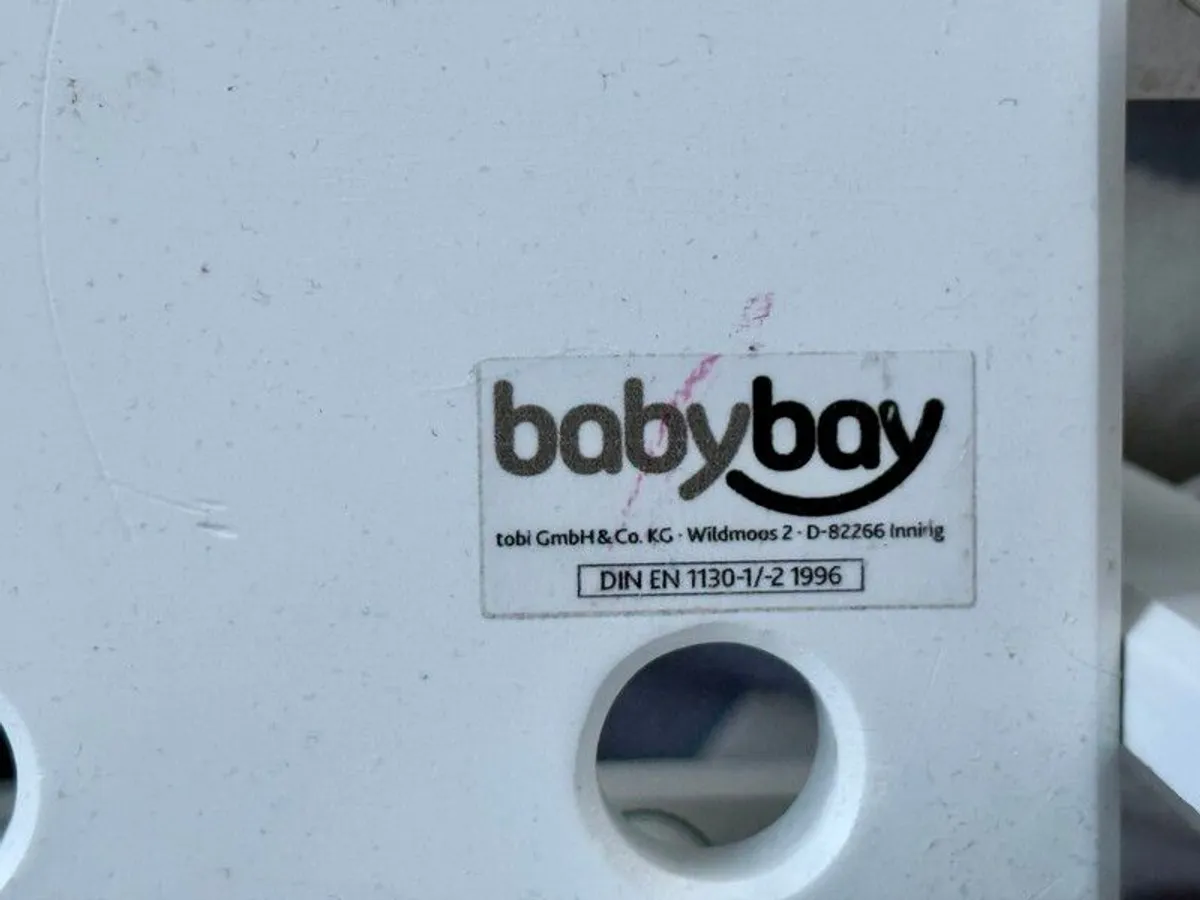 babybay
tobi GmbH & Co. KG · Wildmoos 2 · D-82266 Inning
DIN EN 1130-1/-2 1996